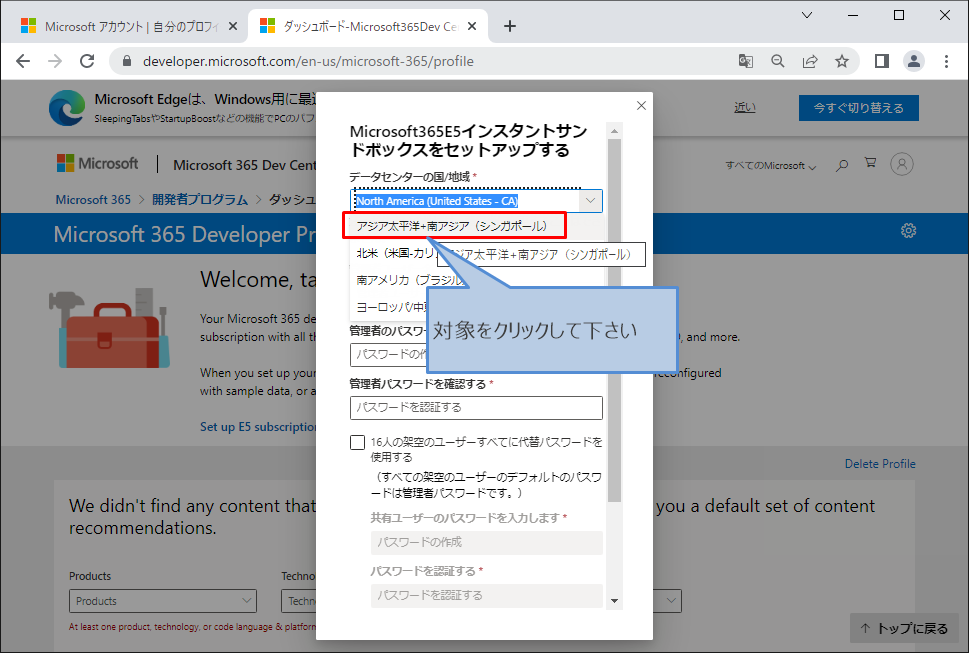 Microsoft アカウント | 自分のプロフィ
ダッシュボード-Microsoft365Dev Ce
developer.microsoft.com/en-us/microsoft-365/profile
Microsoft Edgeは、Windows用に最
SleepingTabsやStartupBoostなどの機能でPCのパフ
近い
今すぐ切り替える
Microsoft
Microsoft 365 Dev Cent
すべてのMicrosoft
Microsoft 365 > 開発者プログラム > ダッシュ
Microsoft 365 Developer Pr
Welcome, ta
Your Microsoft 365 de
subscription with all th
, and more.
When you set up your
econfigured
with sample data, or a
Set up E5 subscription
Delete Profile
We didn't find any content that
you a default set of content
recommendations.
Products
Techno
Products
Techn
At least one product, technology, or code language & platform
トップに戻る
Microsoft365E5インスタントサン
ドボックスをセットアップする
データセンターの国/地域 *
North America (United States - CA)
アジア太平洋+南アジア（シンガポール）
北米（米国-カリ
ジア太平洋+南アジア（シンガポール）
南アメリカ（ブラジル
ヨーロッパ/中東
対象をクリックして下さい
管理者のパスワー
パスワードの作
管理者パスワードを確認する *
パスワードを認証する
16人の架空のユーザーすべてに代替パスワードを
使用する
（すべての架空のユーザーのデフォルトのパスワ
ードは管理者パスワードです。）
共有ユーザーのパスワードを入力します *
パスワードの作成
パスワードを認証する *
パスワードを認証する